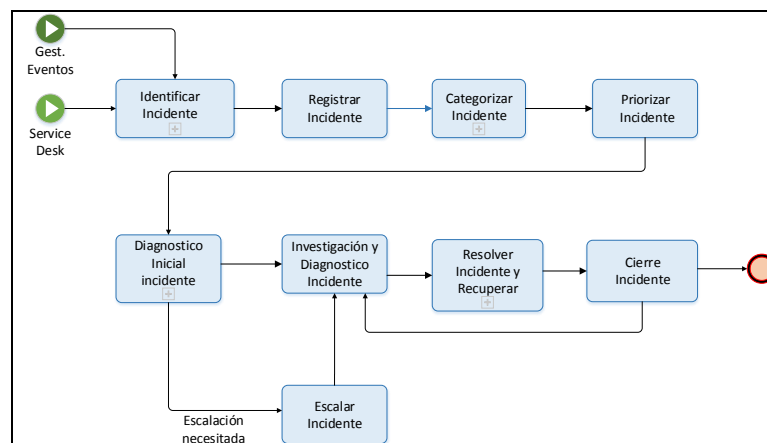 Gest.
Eventos
Service
Desk
Identificar
Incidente
Registrar
Incidente
Categorizar
Incidente
Priorizar
Incidente
Diagnostico
Inicial
incidente
Investigación y
Diagnostico
Incidente
Resolver
Incidente y
Recuperar
Cierre
Incidente
Escalación
necesitada
Escalar
Incidente